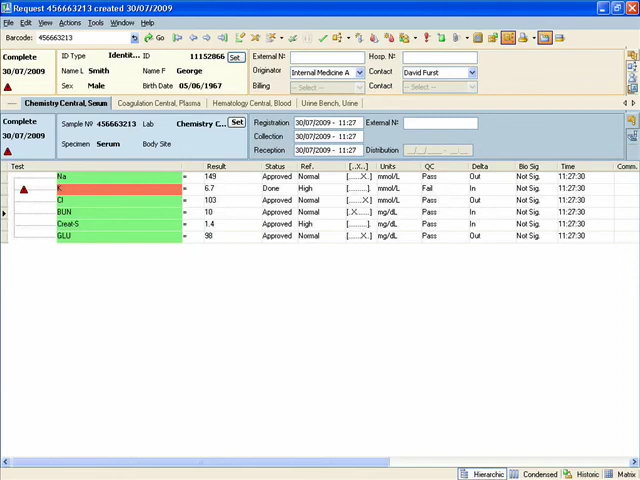 Request 456663213 created 30/07/2009
File Edit View Actions Tools Window Help
Barcode: 456663213 Go
Complete ID Type Identit... ID 11152866 Set External Nº Hosp. Nº
30/07/2009 Name L Smith Name F George Originator Internal Medicine A Contact David Furst
Sex Male Birth Date 05/06/1967 Billing -- Select -- Contact -- Select --
Chemistry Central, Serum Coagulation Central, Plasma Hematology Central, Blood Urine Bench, Urine
Complete Sample Nº 456663213 Lab Chemistry C... Set Registration 30/07/2009 - 11:27 External Nº
30/07/2009 Collection 30/07/2009 - 11:27
Specimen Serum Body Site Reception 30/07/2009 - 11:27 Distribution __/__/____ - __:__
Test Result Status Ref. [...X...] Units QC Delta Bio Sig Time Comm.
Na = 149 Approved Normal [......X.] mmol/L Pass Out Not Sig. 11:27:30
K = 6.7 Done High [.........]. mmol/L Fail In Not Sig. 11:27:30
Cl = 103 Approved Normal [......X] mmol/L Pass Out Not Sig. 11:27:30
BUN = 10 Approved Normal [.X......] mg/dL Pass In Not Sig. 11:27:30
Creat-S = 1.4 Approved High [.........]. mg/dL Pass In Not Sig. 11:27:30
GLU = 98 Approved Normal [......X..] mg/dL Pass Out Not Sig. 11:27:30
Hierarchic Condensed Historic Matrix